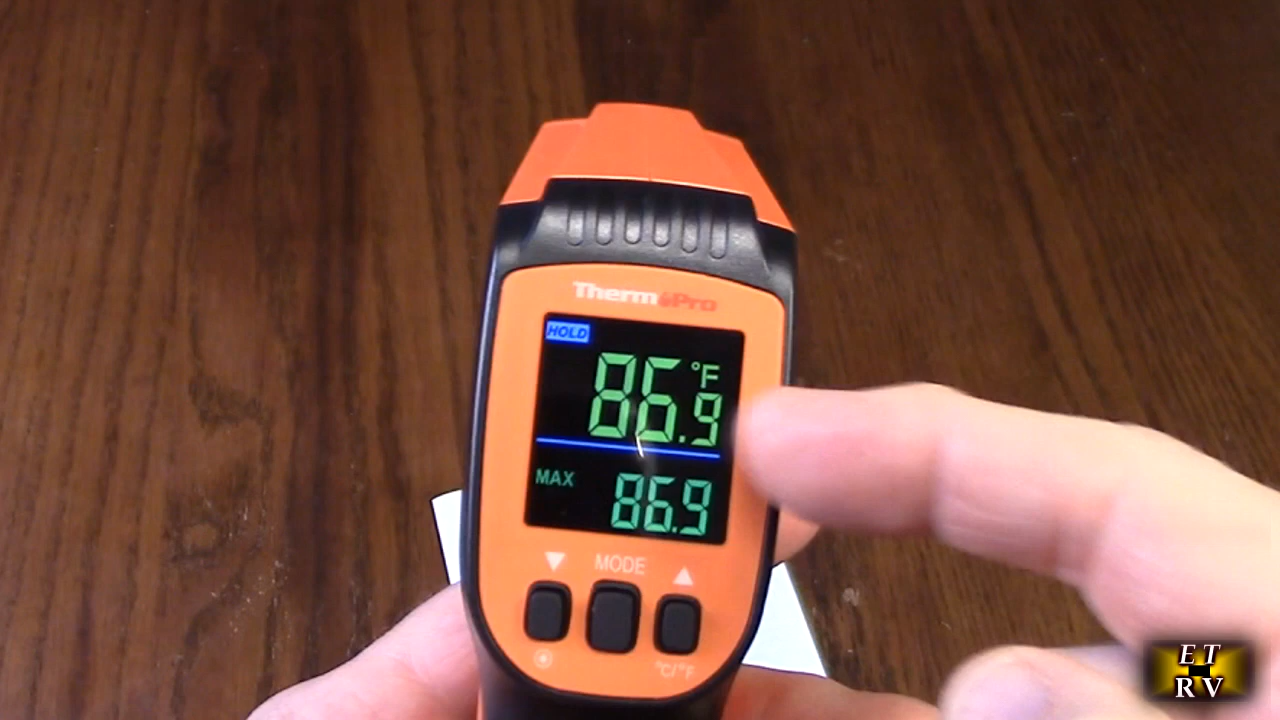 ThermoPro
HOLD
86.9 °F
MAX 86.9
▼ MODE ▲
°C/°F
ET
RV